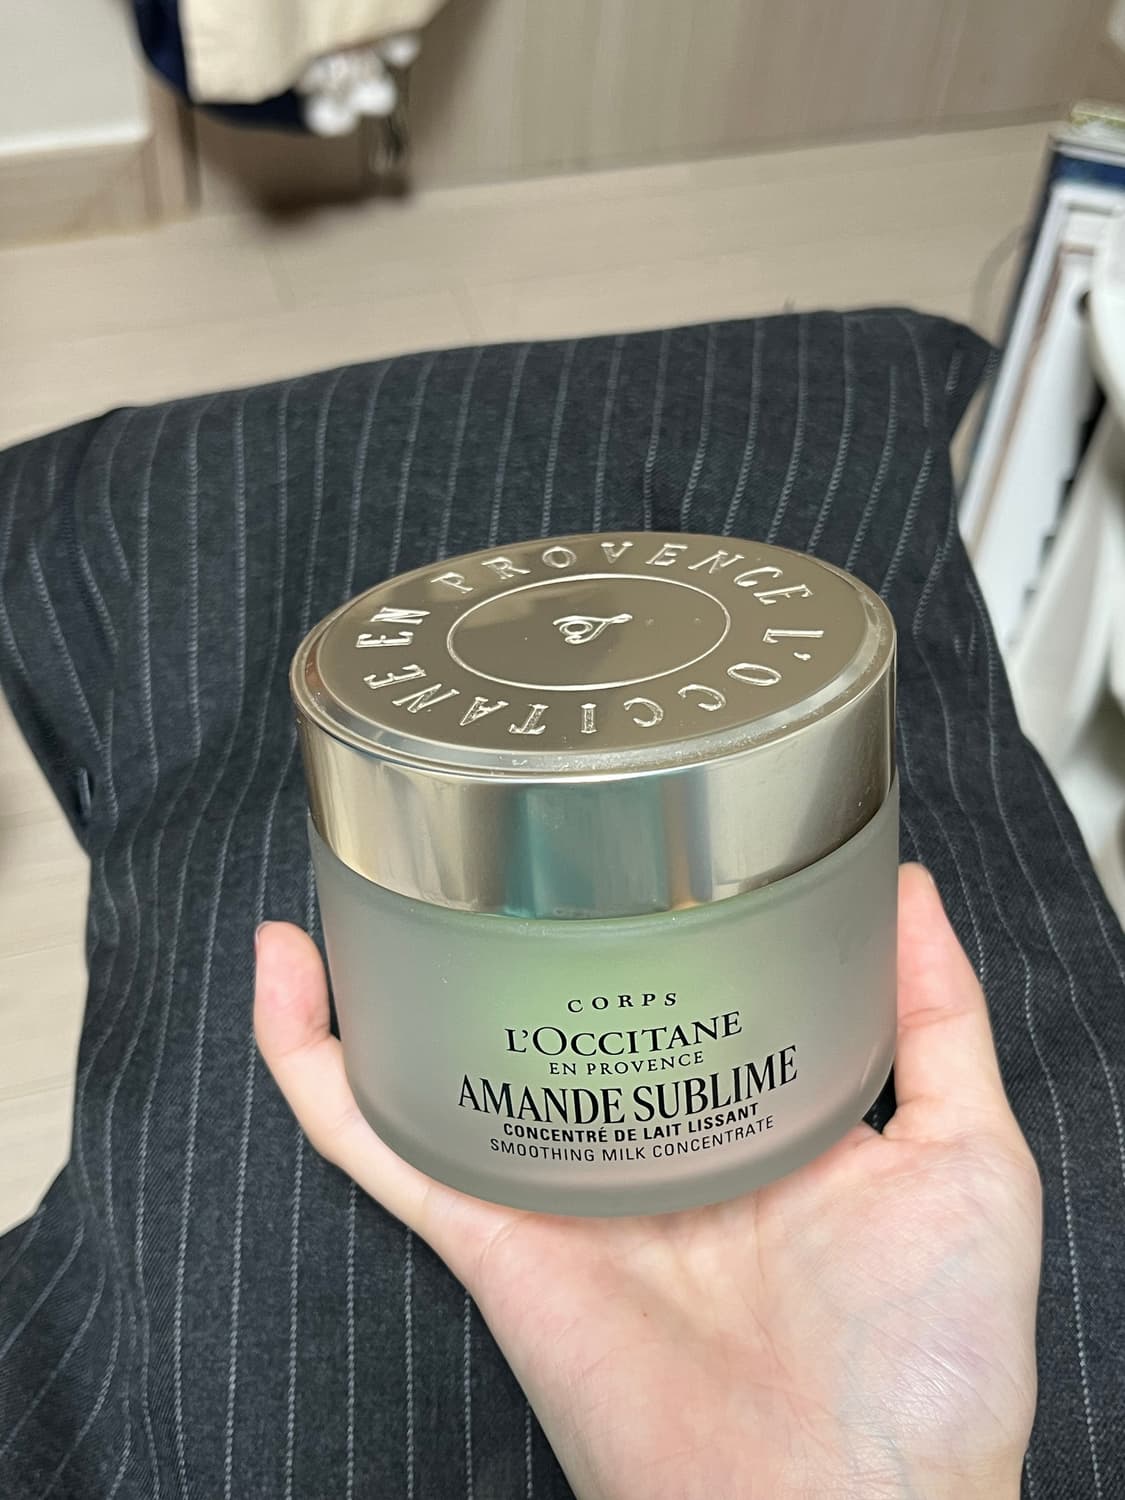 L'OCCITANE EN PROVENCE
CORPS
L'OCCITANE
EN PROVENCE
AMANDE SUBLIME
CONCENTRÉ DE LAIT LISSANT
SMOOTHING MILK CONCENTRATE